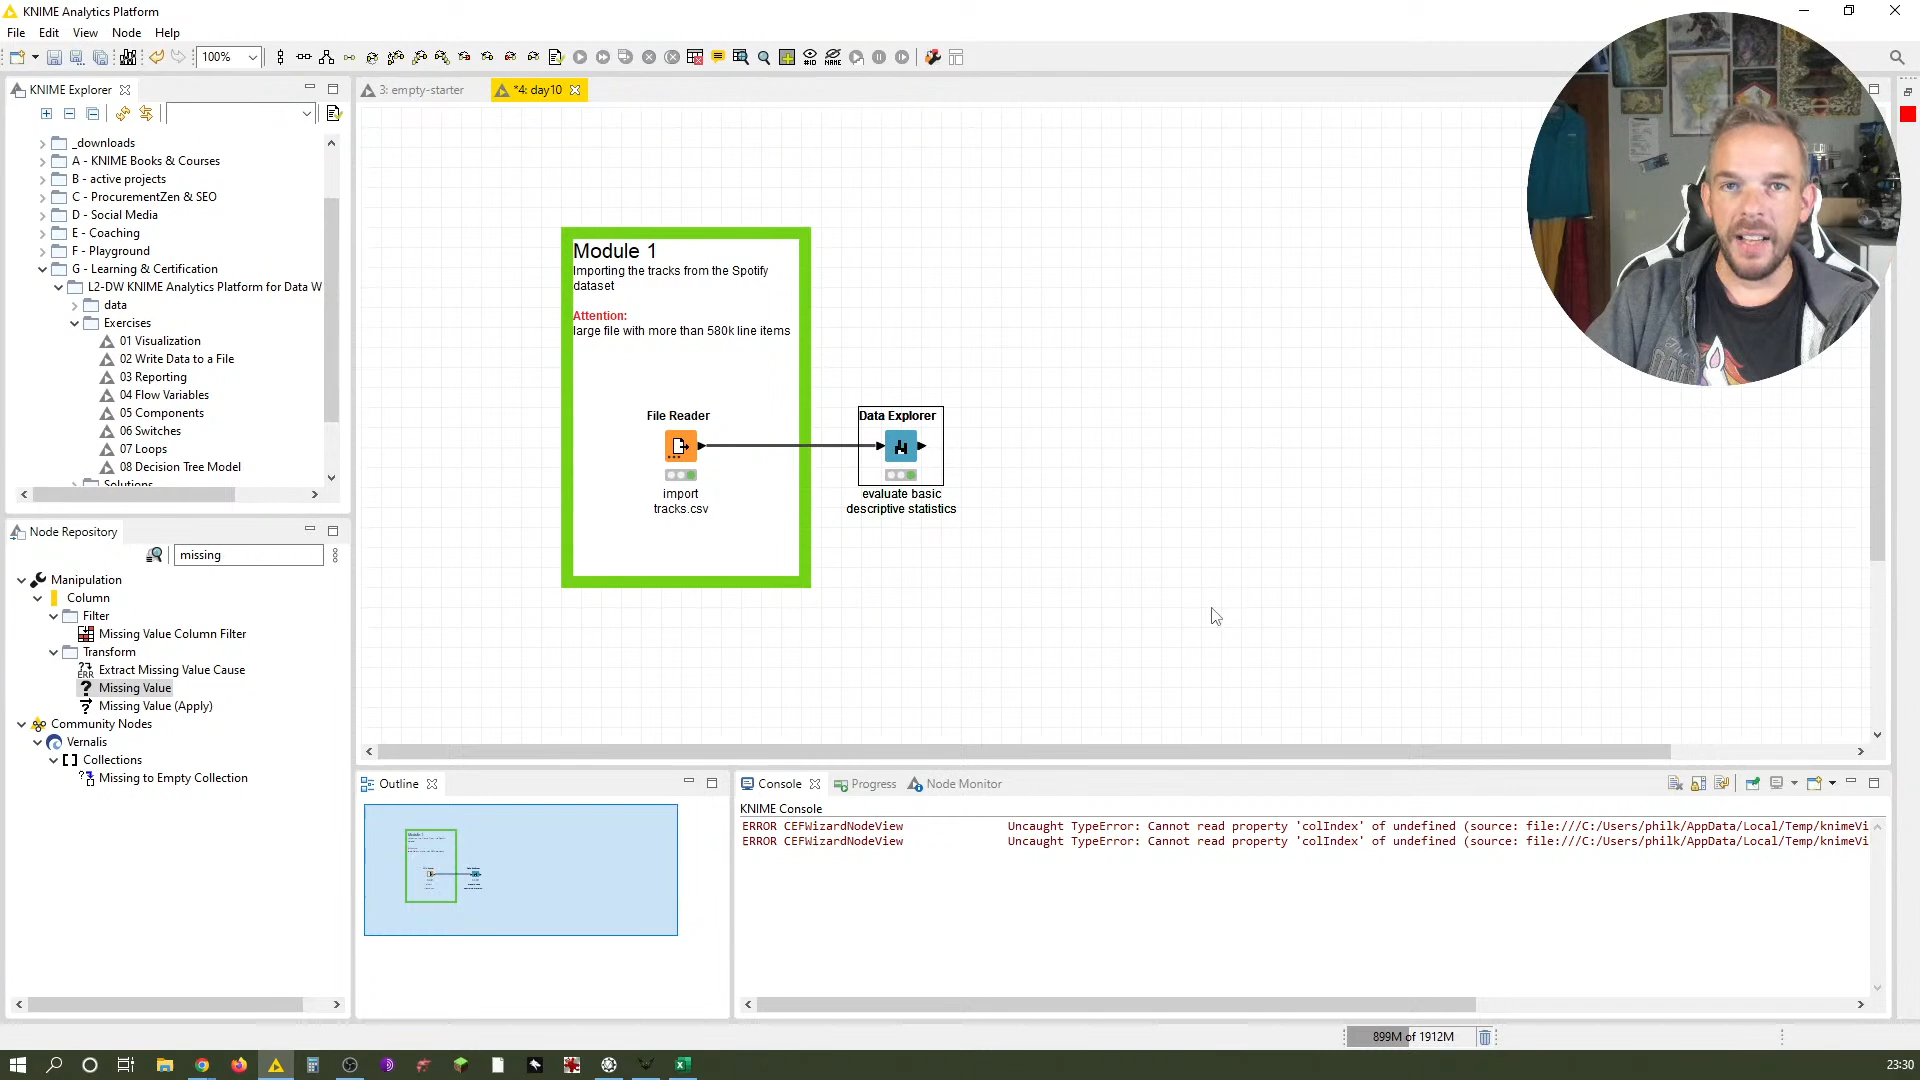 KNIME Analytics Platform
File Edit View Node Help
100%
#ID NAME
KNIME Explorer
3: empty-starter
*4: day10
_downloads
A - KNIME Books & Courses
B - active projects
C - ProcurementZen & SEO
D - Social Media
E - Coaching
F - Playground
G - Learning & Certification
L2-DW KNIME Analytics Platform for Data W
data
Exercises
01 Visualization
02 Write Data to a File
03 Reporting
04 Flow Variables
05 Components
06 Switches
07 Loops
08 Decision Tree Model
Solutions
Module 1
Importing the tracks from the Spotify
dataset
Attention:
large file with more than 580k line items
File Reader
import
tracks.csv
Data Explorer
evaluate basic
descriptive statistics
Node Repository
missing
Manipulation
Column
Filter
Missing Value Column Filter
Transform
ERR
Extract Missing Value Cause
Missing Value
Missing Value (Apply)
Community Nodes
Vernalis
Collections
Missing to Empty Collection
Outline
Console
Progress
Node Monitor
KNIME Console
ERROR CEFWizardNodeView Uncaught TypeError: Cannot read property 'colIndex' of undefined (source: file:///C:/Users/philk/AppData/Local/Temp/knimeVi
ERROR CEFWizardNodeView Uncaught TypeError: Cannot read property 'colIndex' of undefined (source: file:///C:/Users/philk/AppData/Local/Temp/knimeVi
899M of 1912M
23:30